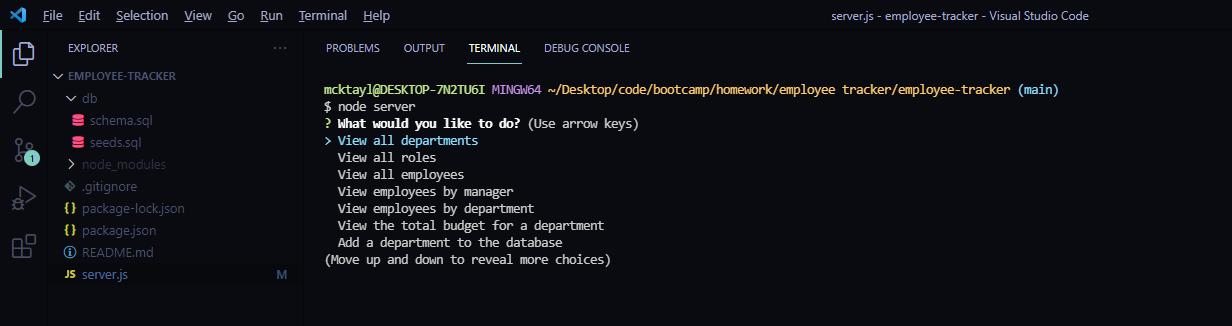 File Edit Selection View Go Run Terminal Help server.js - employee-tracker - Visual Studio Code
EXPLORER ···
EMPLOYEE-TRACKER
db
schema.sql
seeds.sql
node_modules
.gitignore
{} package-lock.json
{} package.json
README.md
JS server.js M
1
PROBLEMS OUTPUT TERMINAL DEBUG CONSOLE
mcktayl@DESKTOP-7N2TU6I MINGW64 ~/Desktop/code/bootcamp/homework/employee tracker/employee-tracker (main)
$ node server
? What would you like to do? (Use arrow keys)
> View all departments
View all roles
View all employees
View employees by manager
View employees by department
View the total budget for a department
Add a department to the database
(Move up and down to reveal more choices)